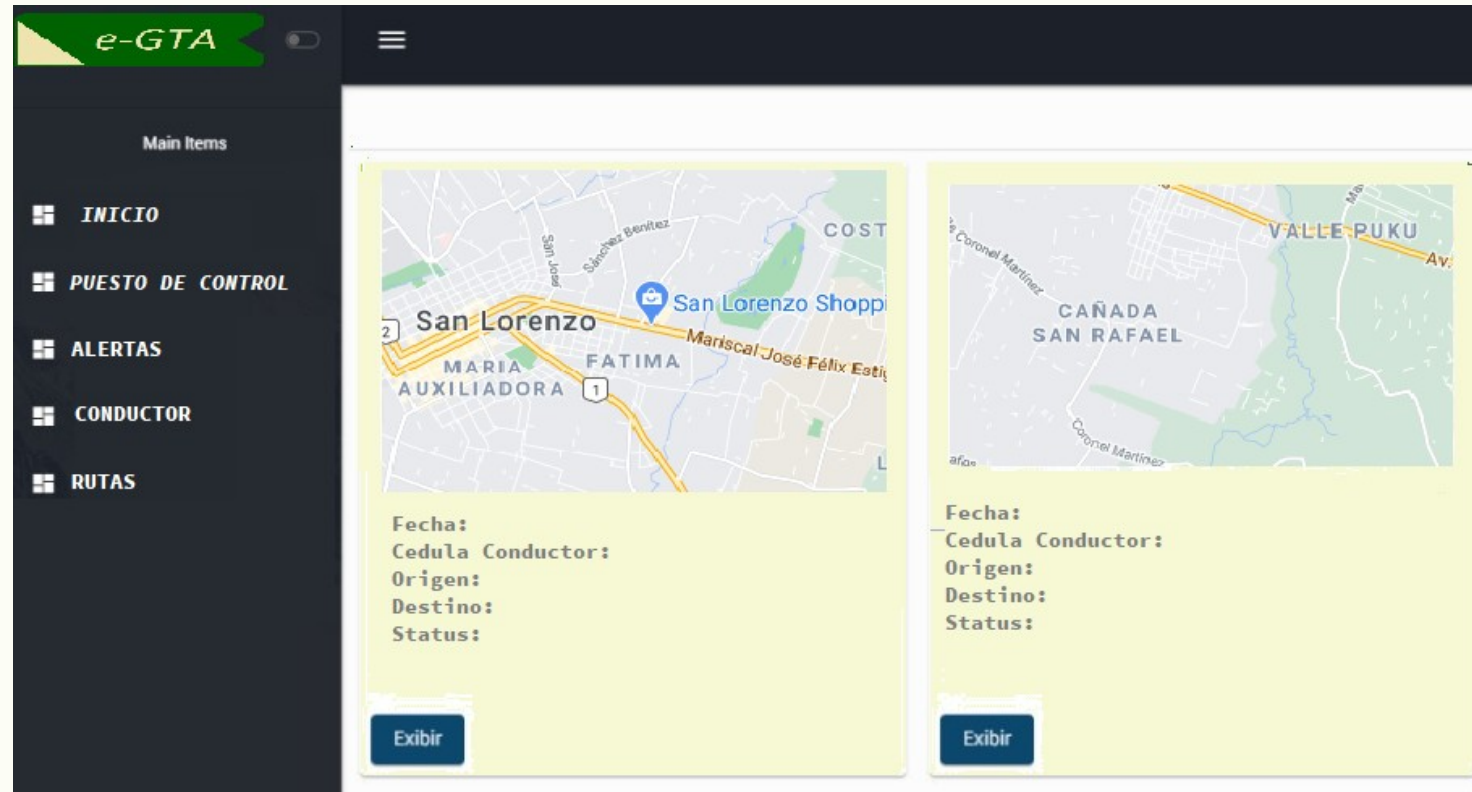 e-GTA
Main Items
INICIO
PUESTO DE CONTROL
ALERTAS
CONDUCTOR
RUTAS
COST
Sánchez Benítez
San José
San Lorenzo Shoppi
San Lorenzo
2
Mariscal José Félix Estig
FATIMA
MARIA
AUXILIADORA
1
L
Fecha:
Cedula Conductor:
Origen:
Destino:
Status:
Exibir
VALLE PUKU
Av.
Coronel Martínez
CAÑADA
SAN RAFAEL
Coronel Martínez
Fecha:
Cedula Conductor:
Origen:
Destino:
Status:
Exibir